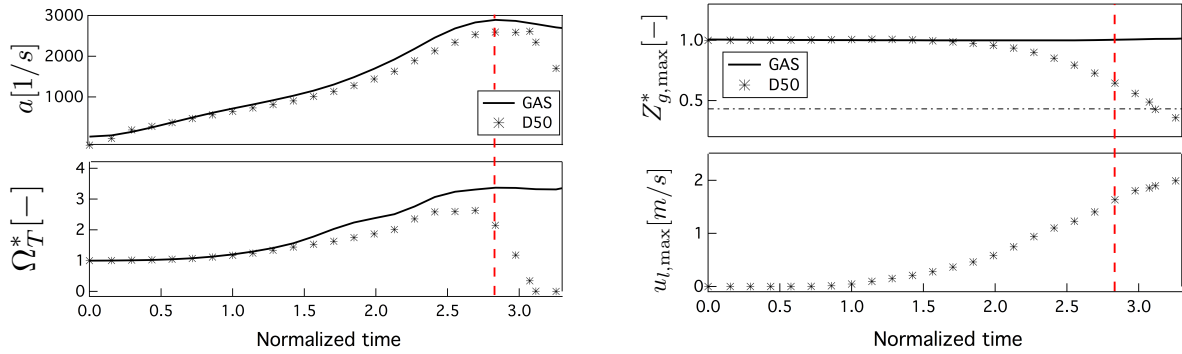 3000
2000
1000
a[1/s]
GAS
D50
4
3
2
1
0
Ω*T[−]
0.0 0.5 1.0 1.5 2.0 2.5 3.0
Normalized time
1.0
0.5
Z*g,max[−]
GAS
D50
2
1
0
ul,max[m/s]
0.0 0.5 1.0 1.5 2.0 2.5 3.0
Normalized time